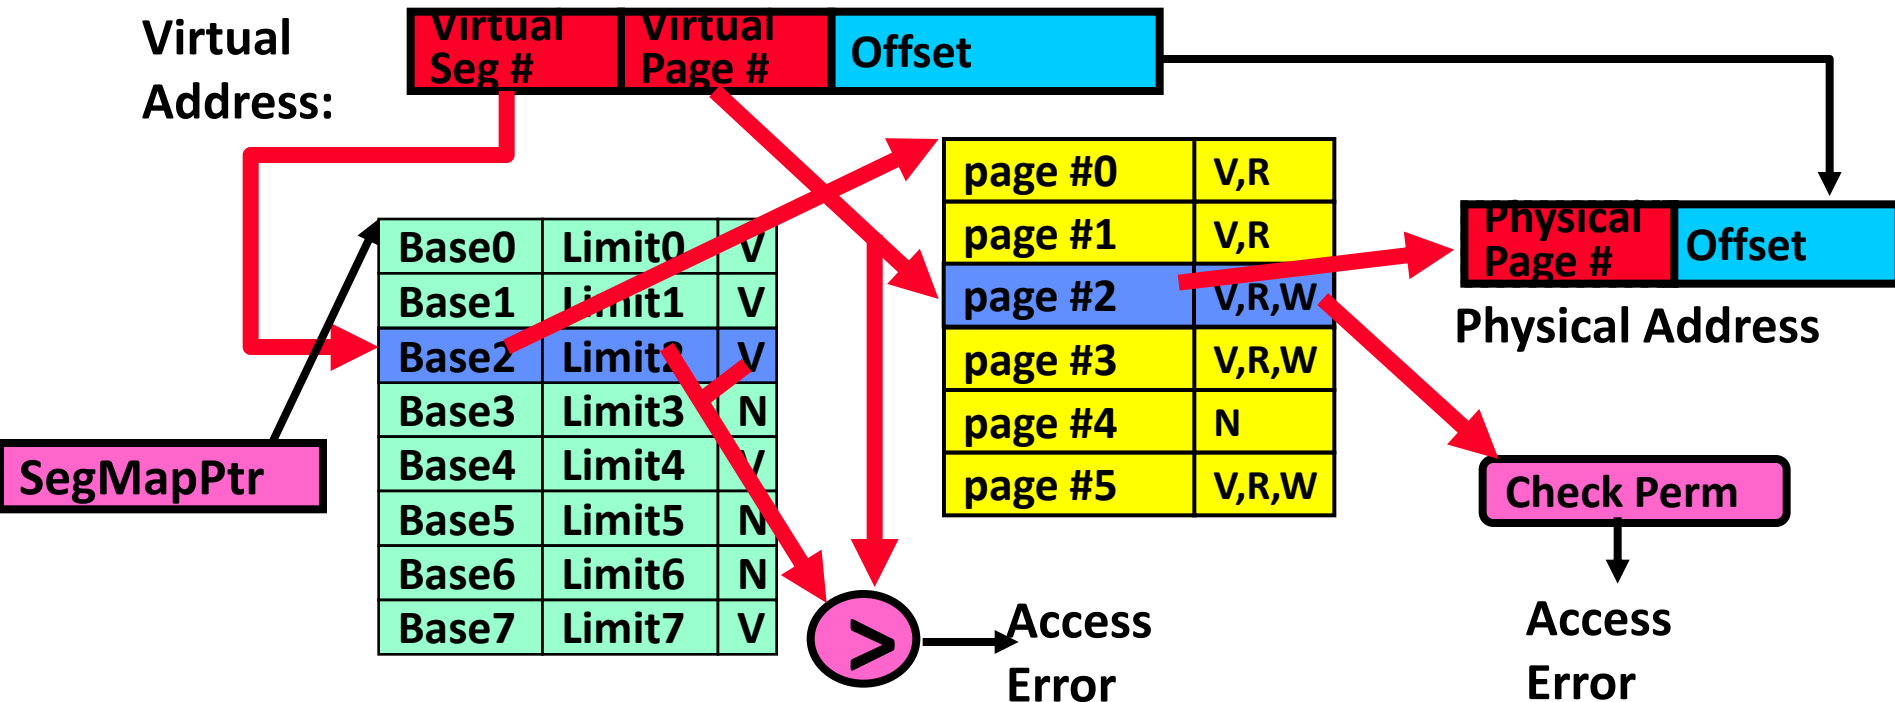 Virtual
Address:
Virtual
Seg #
Virtual
Page #
Offset
page #0 V,R
page #1 V,R
page #2 V,R,W
page #3 V,R,W
page #4 N
page #5 V,R,W
Physical
Page #
Offset
Physical Address
Base0 Limit0 V
Base1 Limit1 V
Base2 Limit2 V
Base3 Limit3 N
Base4 Limit4 V
Base5 Limit5 N
Base6 Limit6 N
Base7 Limit7 V
SegMapPtr
Check Perm
>
Access
Error
Access
Error